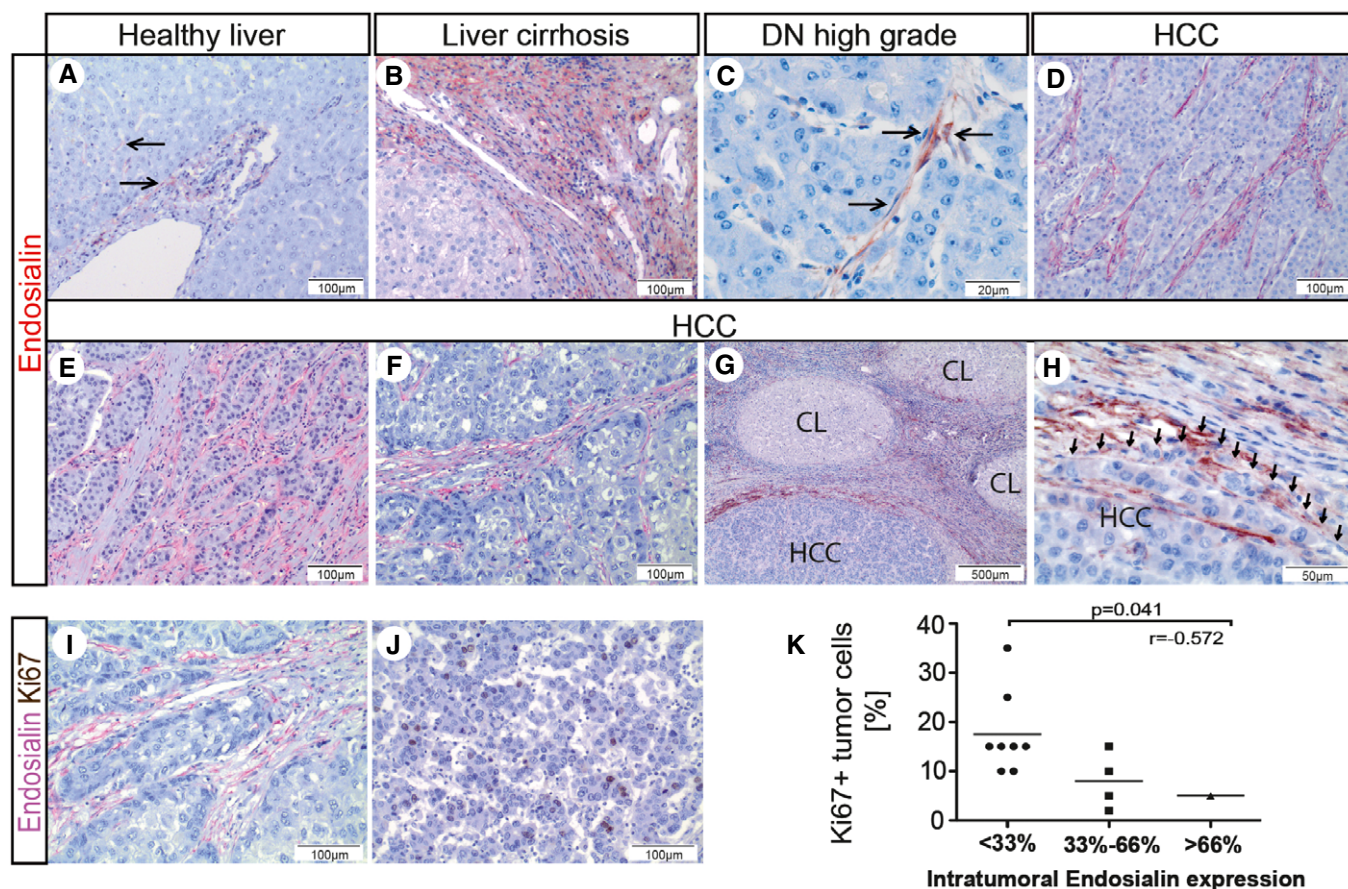 Healthy liver
Liver cirrhosis
DN high grade
HCC
Endosialin
A
B
C
D
100µm
100µm
20µm
100µm
HCC
E
F
G
H
CL
CL
CL
HCC
HCC
100µm
100µm
500µm
50µm
Endosialin Ki67
I
J
100µm
100µm
K
p=0.041
r=-0.572
Ki67+ tumor cells
[%]
40
30
20
10
0
<33%
33%-66%
>66%
Intratumoral Endosialin expression